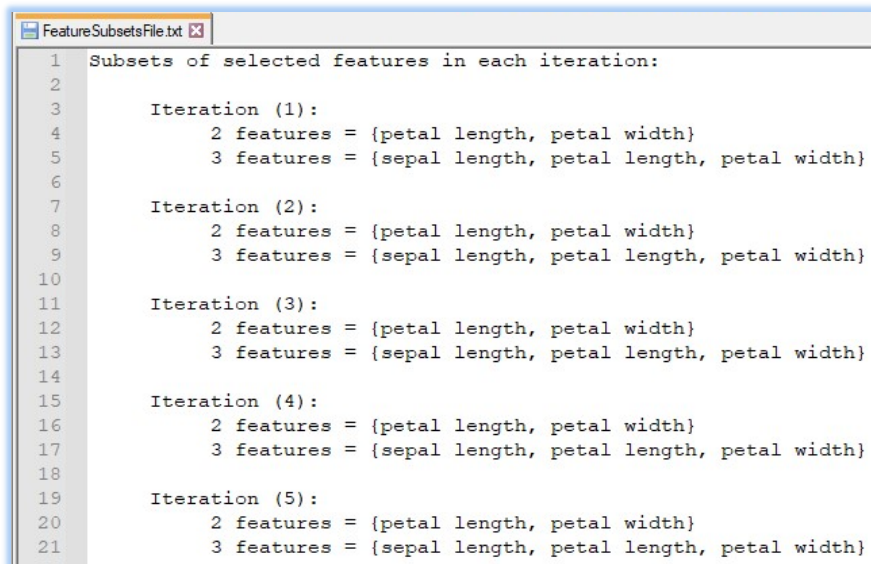 FeatureSubsetsFile.txt
1 Subsets of selected features in each iteration:
2
3 Iteration (1):
4 2 features = {petal length, petal width}
5 3 features = {sepal length, petal length, petal width}
6
7 Iteration (2):
8 2 features = {petal length, petal width}
9 3 features = {sepal length, petal length, petal width}
10
11 Iteration (3):
12 2 features = {petal length, petal width}
13 3 features = {sepal length, petal length, petal width}
14
15 Iteration (4):
16 2 features = {petal length, petal width}
17 3 features = {sepal length, petal length, petal width}
18
19 Iteration (5):
20 2 features = {petal length, petal width}
21 3 features = {sepal length, petal length, petal width}